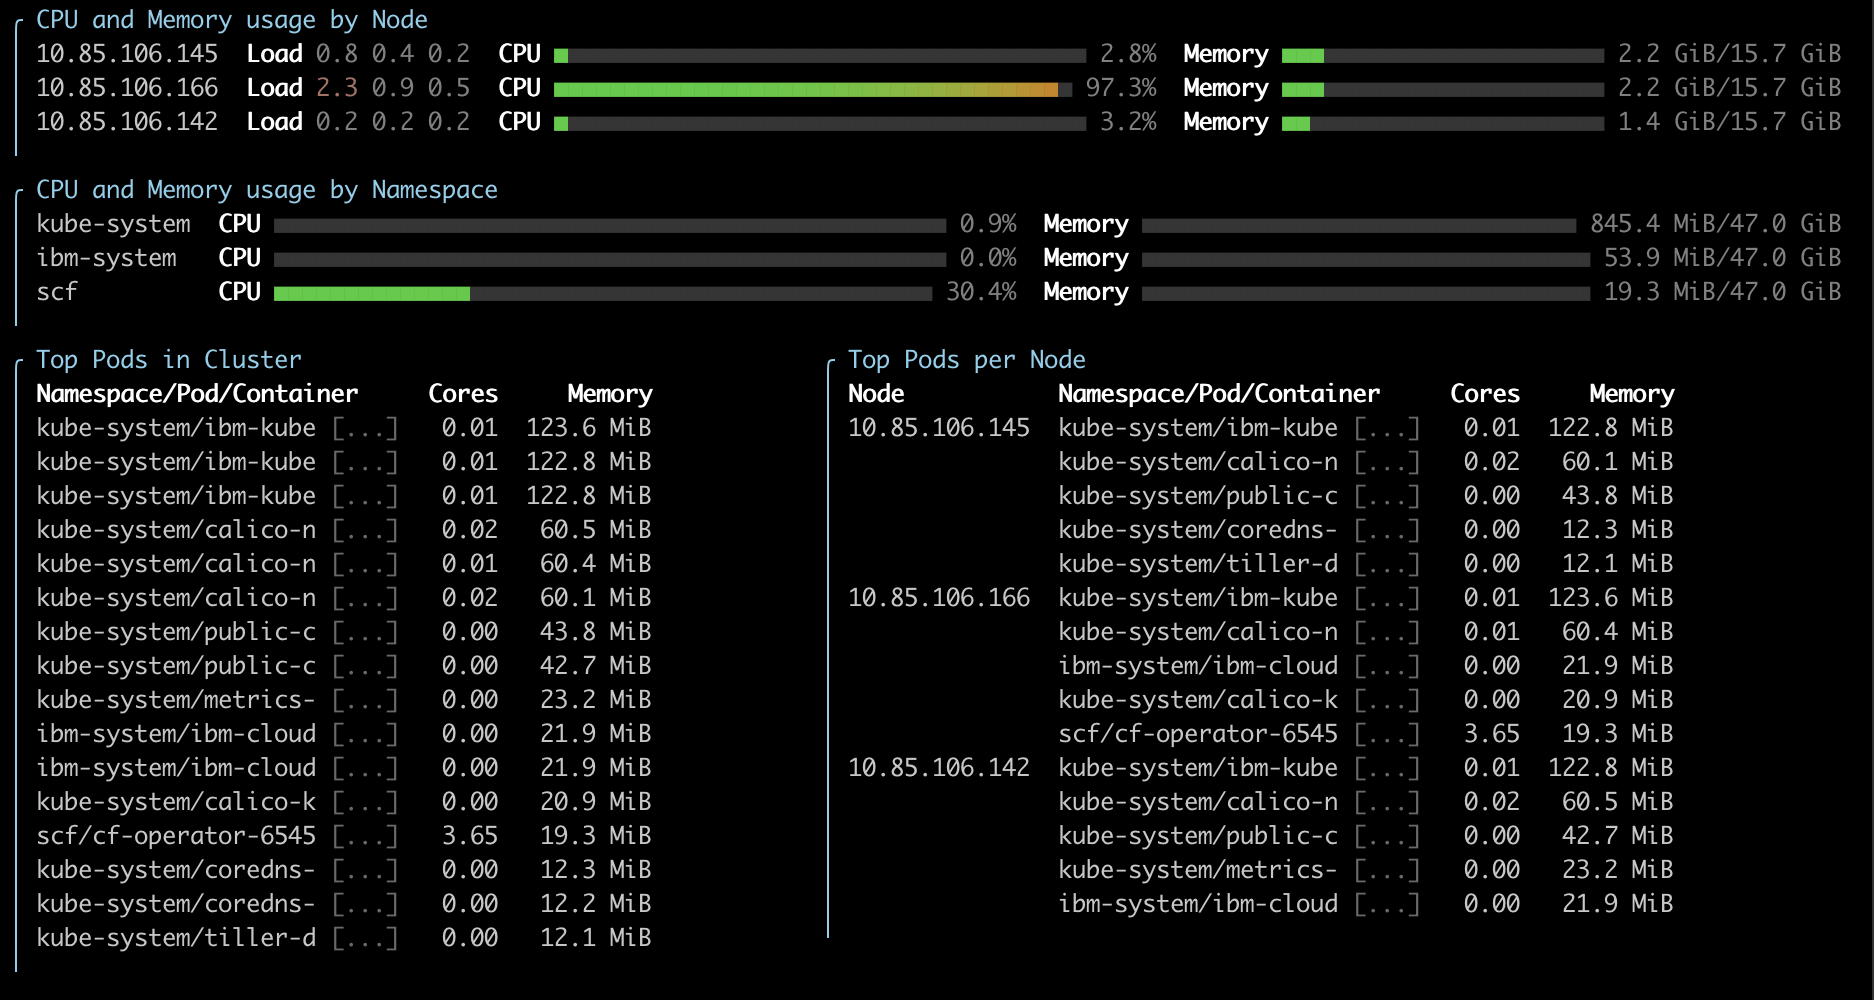 CPU and Memory usage by Node
10.85.106.145 Load 0.8 0.4 0.2 CPU 2.8% Memory 2.2 GiB/15.7 GiB
10.85.106.166 Load 2.3 0.9 0.5 CPU 97.3% Memory 2.2 GiB/15.7 GiB
10.85.106.142 Load 0.2 0.2 0.2 CPU 3.2% Memory 1.4 GiB/15.7 GiB
CPU and Memory usage by Namespace
kube-system CPU 0.9% Memory 845.4 MiB/47.0 GiB
ibm-system CPU 0.0% Memory 53.9 MiB/47.0 GiB
scf CPU 30.4% Memory 19.3 MiB/47.0 GiB
Top Pods in Cluster
Namespace/Pod/Container Cores Memory
kube-system/ibm-kube [...] 0.01 123.6 MiB
kube-system/ibm-kube [...] 0.01 122.8 MiB
kube-system/ibm-kube [...] 0.01 122.8 MiB
kube-system/calico-n [...] 0.02 60.5 MiB
kube-system/calico-n [...] 0.01 60.4 MiB
kube-system/calico-n [...] 0.02 60.1 MiB
kube-system/public-c [...] 0.00 43.8 MiB
kube-system/public-c [...] 0.00 42.7 MiB
kube-system/metrics- [...] 0.00 23.2 MiB
ibm-system/ibm-cloud [...] 0.00 21.9 MiB
ibm-system/ibm-cloud [...] 0.00 21.9 MiB
kube-system/calico-k [...] 0.00 20.9 MiB
scf/cf-operator-6545 [...] 3.65 19.3 MiB
kube-system/coredns- [...] 0.00 12.3 MiB
kube-system/coredns- [...] 0.00 12.2 MiB
kube-system/tiller-d [...] 0.00 12.1 MiB
Top Pods per Node
Node Namespace/Pod/Container Cores Memory
10.85.106.145 kube-system/ibm-kube [...] 0.01 122.8 MiB
kube-system/calico-n [...] 0.02 60.1 MiB
kube-system/public-c [...] 0.00 43.8 MiB
kube-system/coredns- [...] 0.00 12.3 MiB
kube-system/tiller-d [...] 0.00 12.1 MiB
10.85.106.166 kube-system/ibm-kube [...] 0.01 123.6 MiB
kube-system/calico-n [...] 0.01 60.4 MiB
ibm-system/ibm-cloud [...] 0.00 21.9 MiB
kube-system/calico-k [...] 0.00 20.9 MiB
scf/cf-operator-6545 [...] 3.65 19.3 MiB
10.85.106.142 kube-system/ibm-kube [...] 0.01 122.8 MiB
kube-system/calico-n [...] 0.02 60.5 MiB
kube-system/public-c [...] 0.00 42.7 MiB
kube-system/metrics- [...] 0.00 23.2 MiB
ibm-system/ibm-cloud [...] 0.00 21.9 MiB